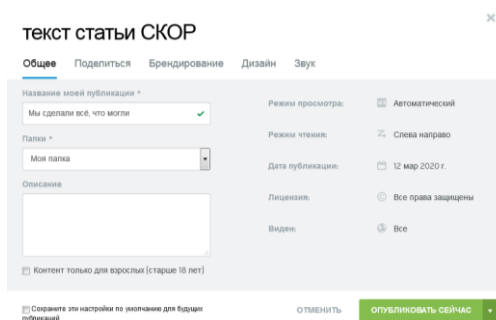 текст статьи СКОР
Общее Поделиться Брендирование Дизайн Звук
Название моей публикации *
Мы сделали всё, что могли
Папки *
Моя папка
Описание
Контент только для взрослых (старше 18 лет)
Режим просмотра: Автоматический
Режим чтения: Слева направо
Дата публикации: 12 мар 2020 г.
Лицензия: Все права защищены
Виден: Все
Сохраните эти настройки по умолчанию для будущих
публикаций
ОТМЕНИТЬ
ОПУБЛИКОВАТЬ СЕЙЧАС